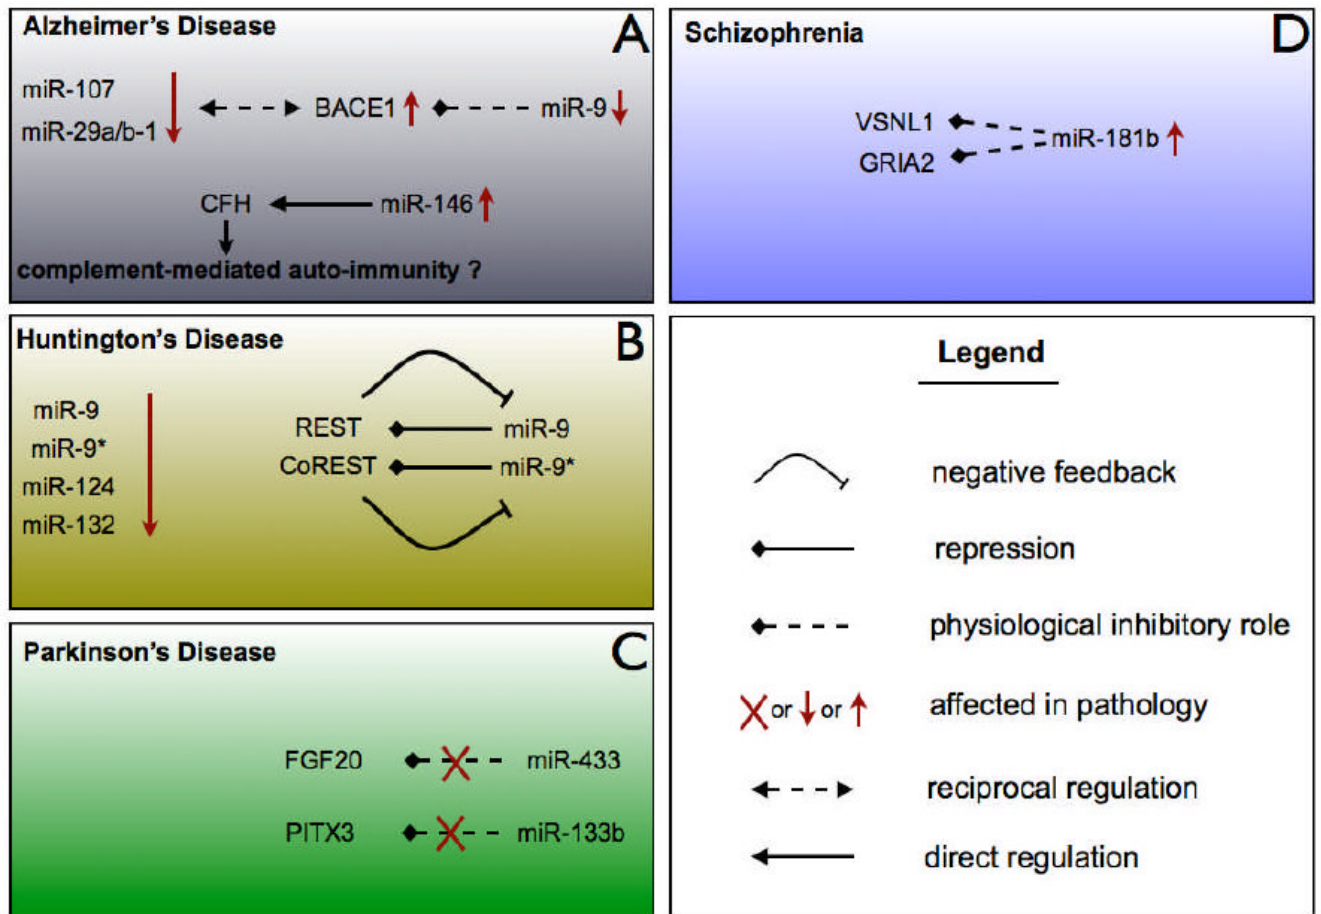 Alzheimer's Disease
A
miR-107
miR-29a/b-1
BACE1
miR-9
CFH
miR-146
complement-mediated auto-immunity ?
Schizophrenia
D
VSNL1
GRIA2
miR-181b
Huntington's Disease
B
miR-9
miR-9*
miR-124
miR-132
REST
miR-9
CoREST
miR-9*
Parkinson's Disease
C
FGF20
miR-433
PITX3
miR-133b
Legend
negative feedback
repression
physiological inhibitory role
or or
affected in pathology
reciprocal regulation
direct regulation